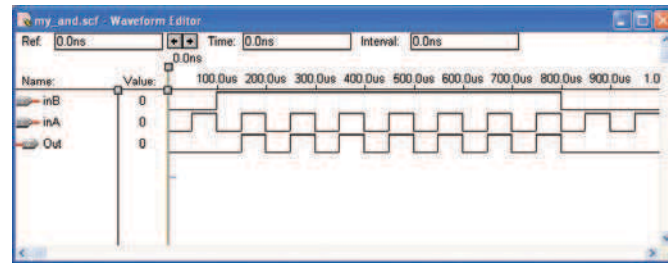 my_and.scf - Waveform Editor
Ref: 0.0ns Time: 0.0ns Interval: 0.0ns
0.0ns
Name: Value: 100.0us 200.0us 300.0us 400.0us 500.0us 600.0us 700.0us 800.0us 900.0us 1.0
inB 0
inA 0
Out 0